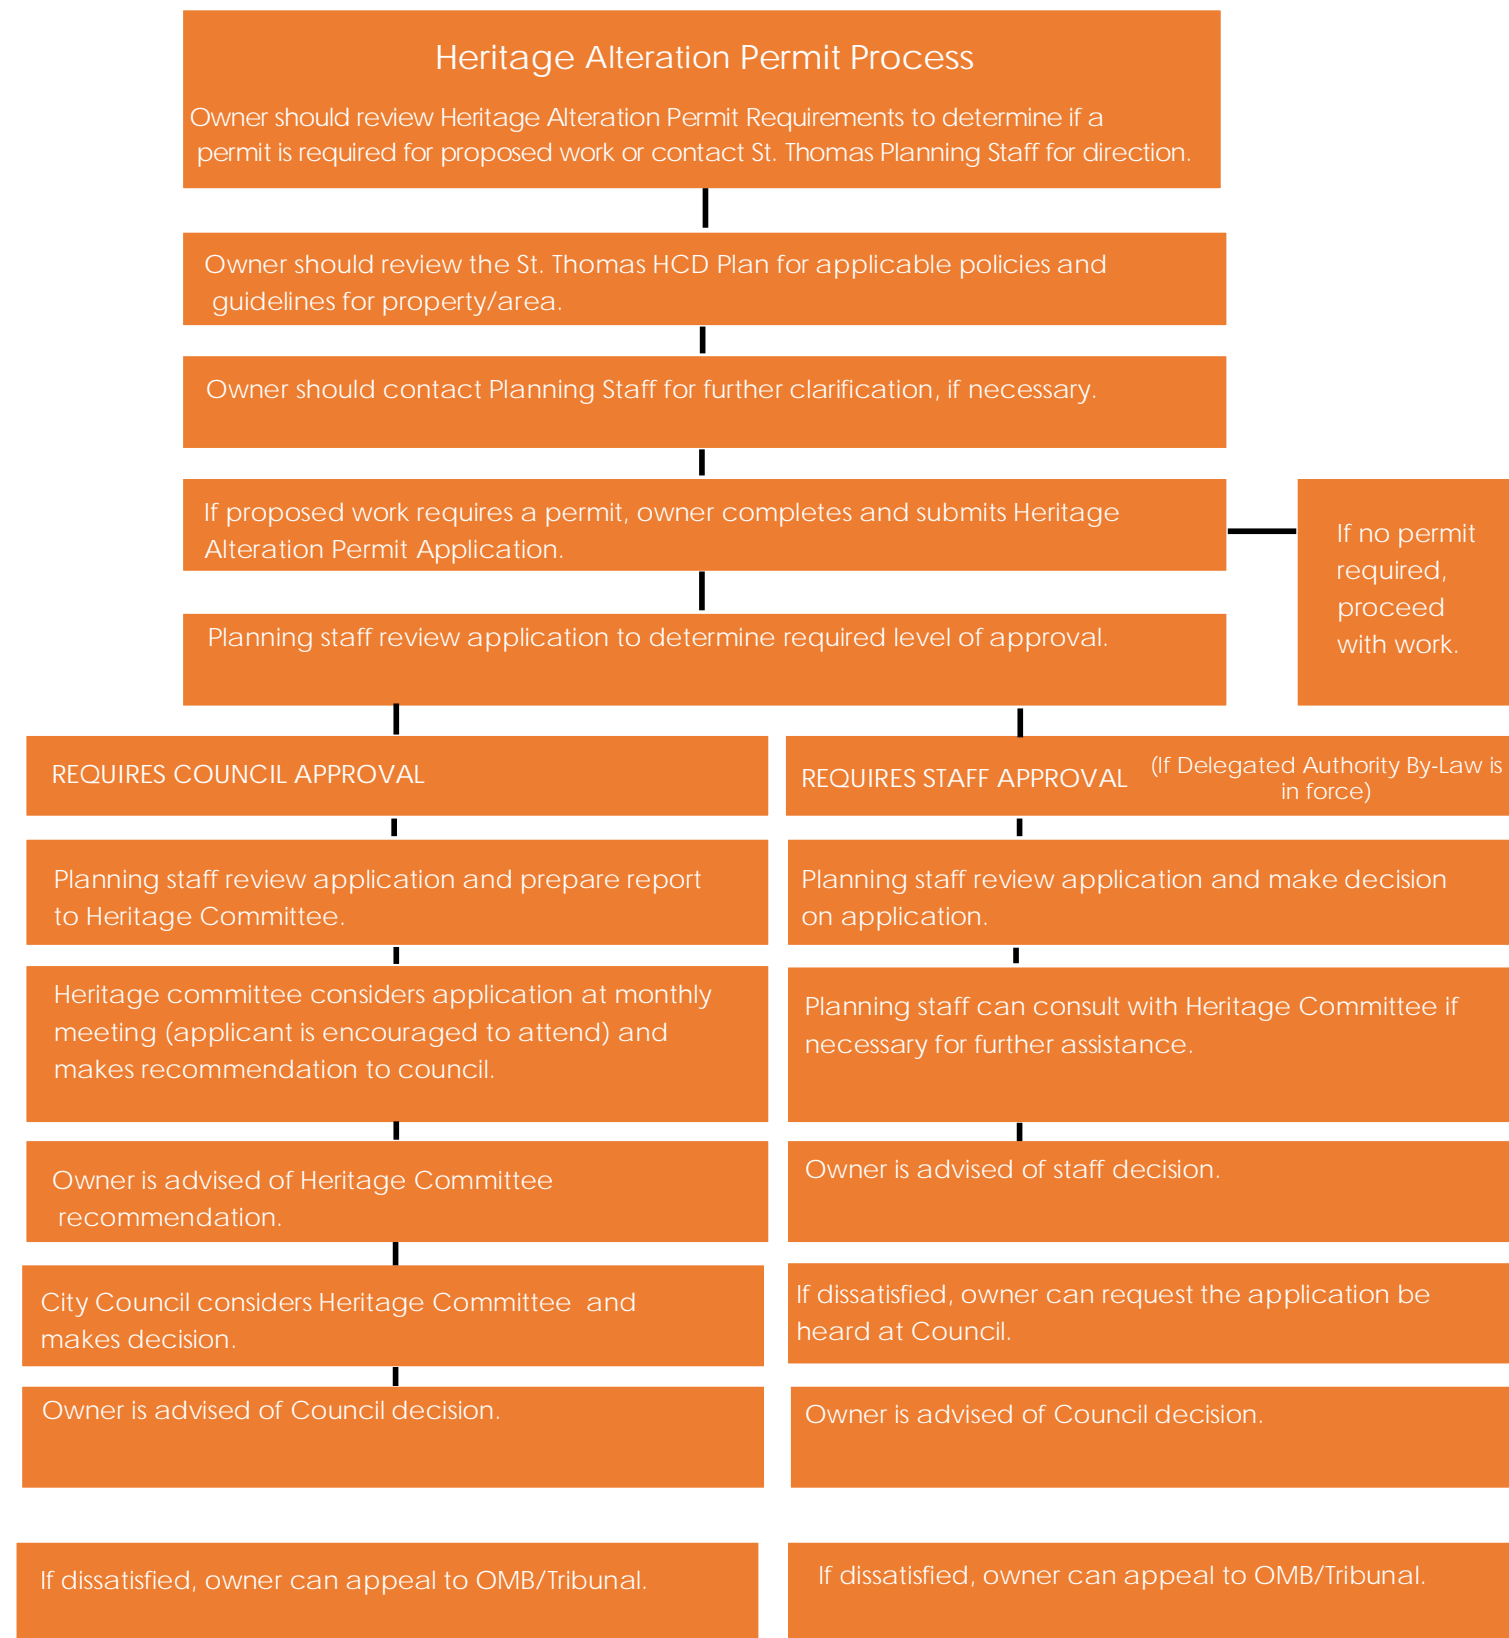 Heritage Alteration Permit Process
Owner should review Heritage Alteration Permit Requirements to determine if a
permit is required for proposed work or contact St. Thomas Planning Staff for direction.
Owner should review the St. Thomas HCD Plan for applicable policies and
guidelines for property/area.
Owner should contact Planning Staff for further clarification, if necessary.
If proposed work requires a permit, owner completes and submits Heritage
Alteration Permit Application.
If no permit
required,
proceed
with work.
Planning staff review application to determine required level of approval.
REQUIRES COUNCIL APPROVAL
Planning staff review application and prepare report
to Heritage Committee.
Heritage committee considers application at monthly
meeting (applicant is encouraged to attend) and
makes recommendation to council.
Owner is advised of Heritage Committee
recommendation.
City Council considers Heritage Committee and
makes decision.
Owner is advised of Council decision.
If dissatisfied, owner can appeal to OMB/Tribunal.
REQUIRES STAFF APPROVAL (If Delegated Authority By-Law is
in force)
Planning staff review application and make decision
on application.
Planning staff can consult with Heritage Committee if
necessary for further assistance.
Owner is advised of staff decision.
If dissatisfied, owner can request the application be
heard at Council.
Owner is advised of Council decision.
If dissatisfied, owner can appeal to OMB/Tribunal.